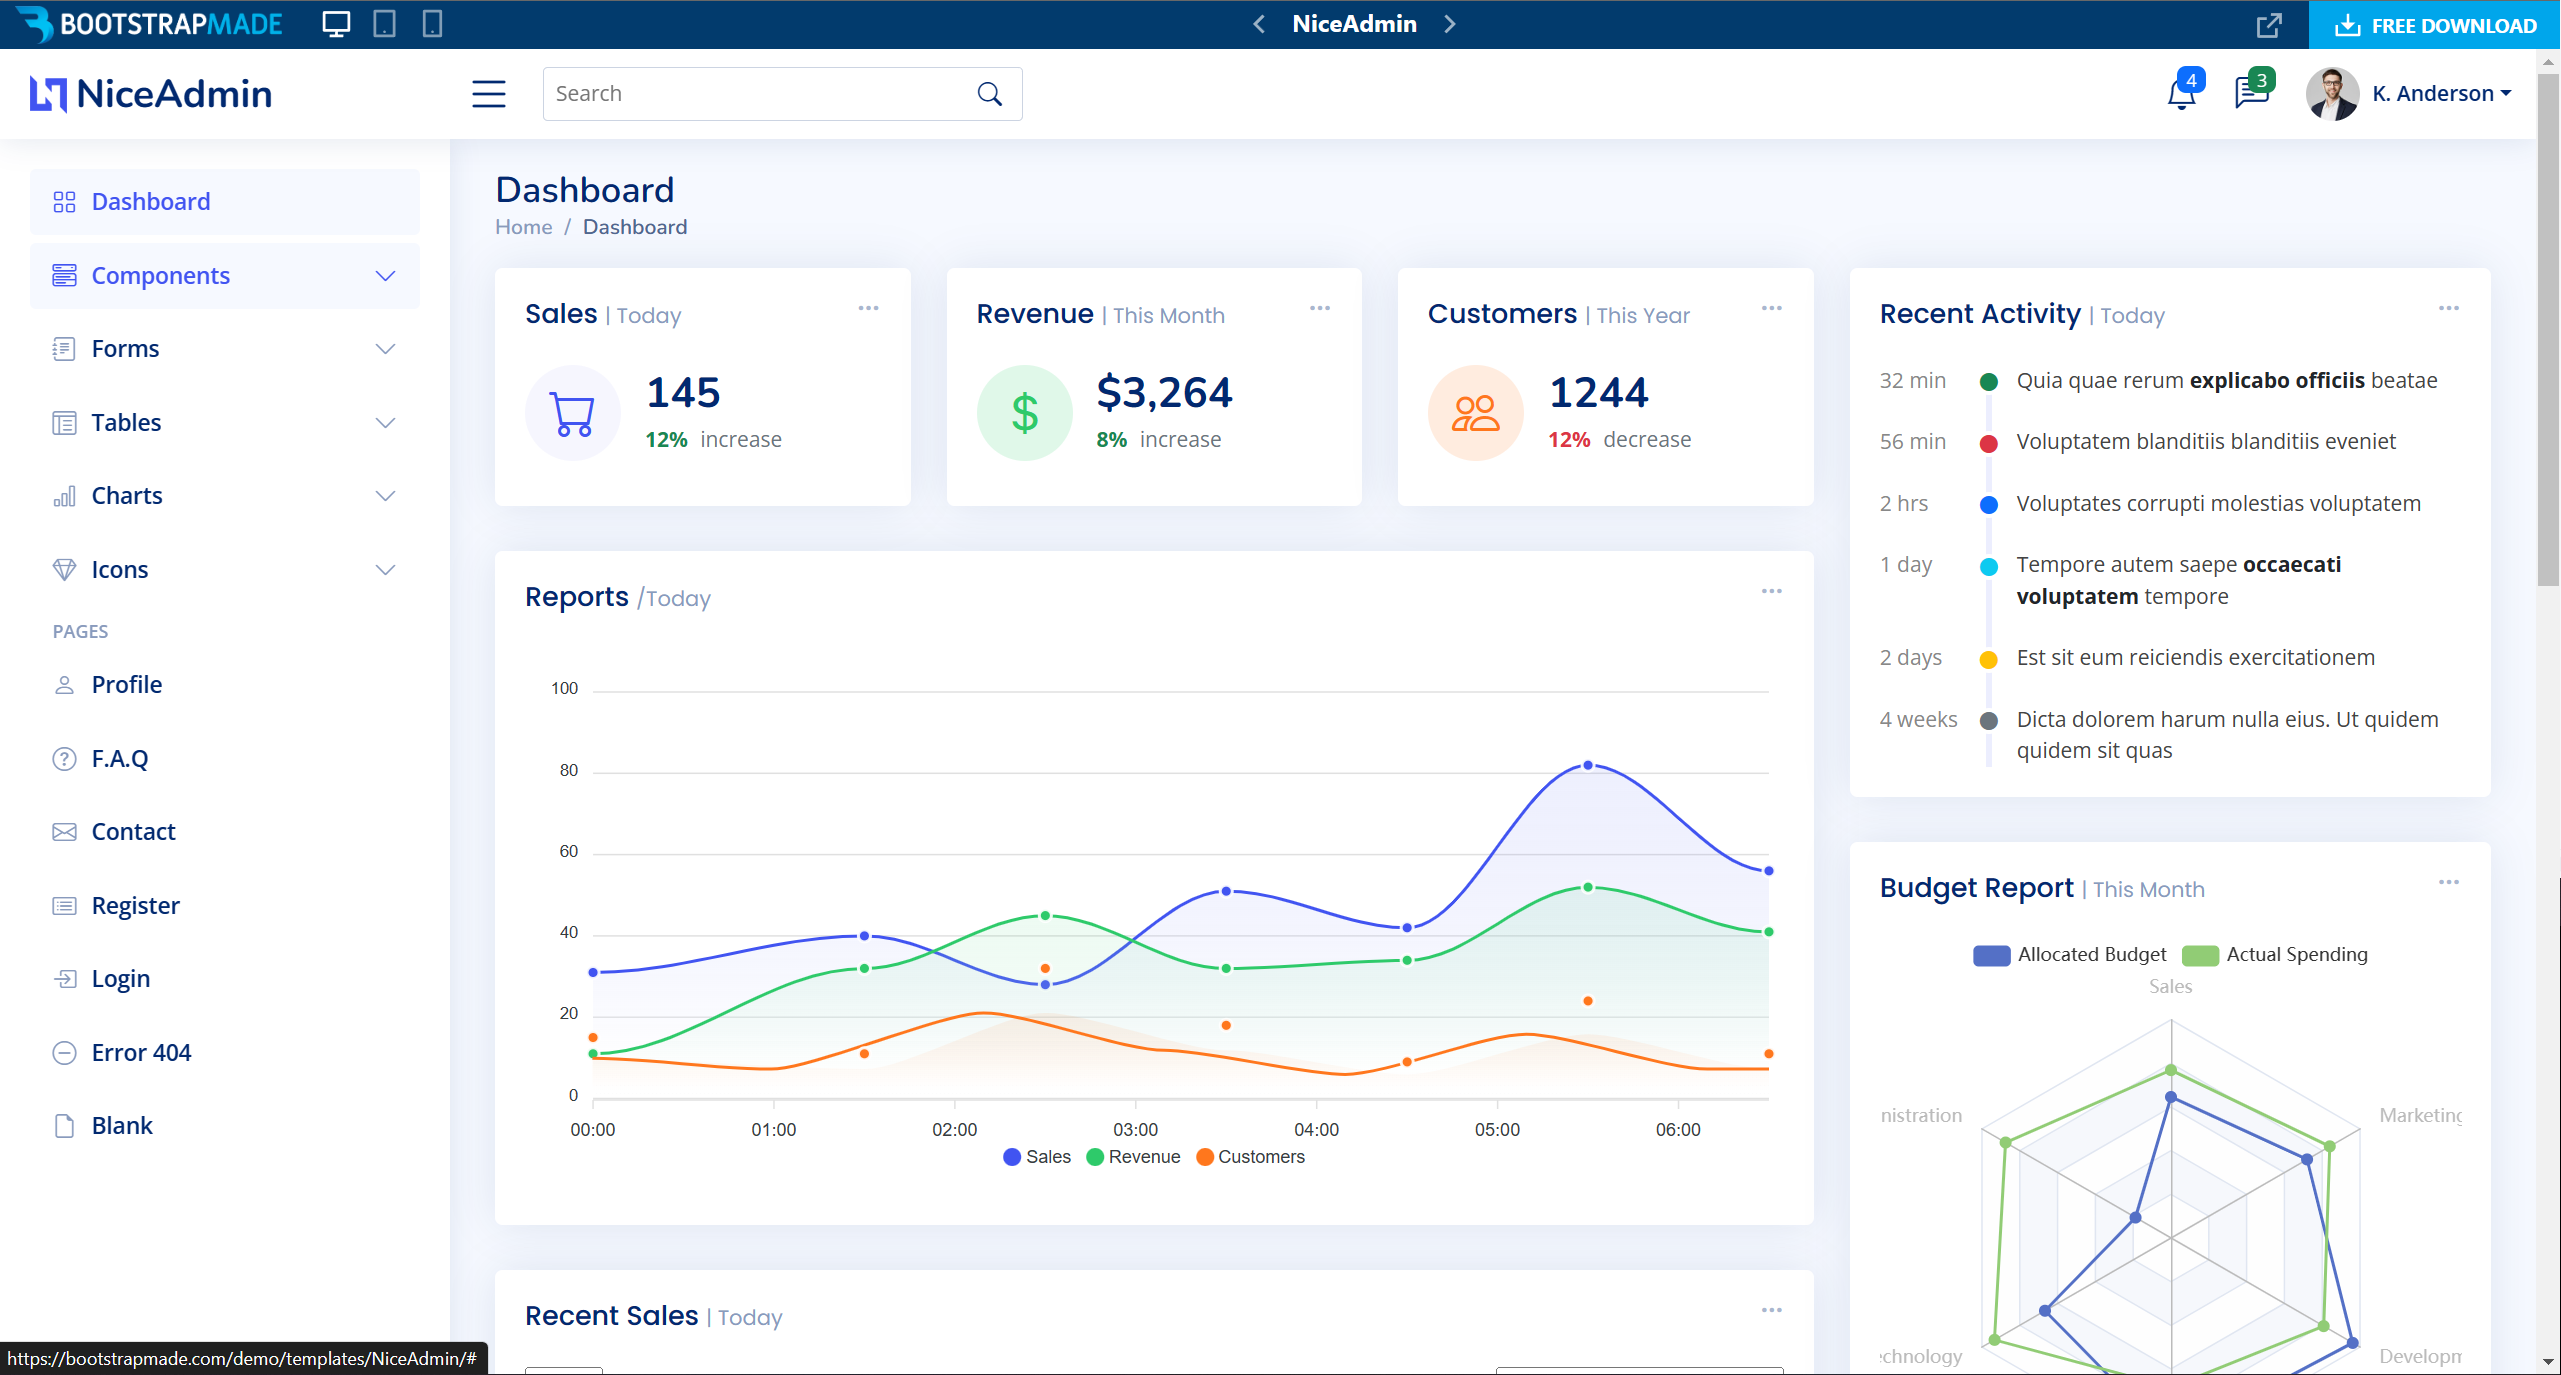 BOOTSTRAPMADE
NiceAdmin
FREE DOWNLOAD
NiceAdmin
Search
4
3
K. Anderson
Dashboard
Components
Forms
Tables
Charts
Icons
PAGES
Profile
F.A.Q
Contact
Register
Login
Error 404
Blank
Dashboard
Home / Dashboard
Sales | Today
145
12% increase
Revenue | This Month
$3,264
8% increase
Customers | This Year
1244
12% decrease
Reports /Today
100
80
60
40
20
0
00:00 01:00 02:00 03:00 04:00 05:00 06:00
Sales Revenue Customers
Recent Sales | Today
Recent Activity | Today
32 min Quia quae rerum explicabo officiis beatae
56 min Voluptatem blanditiis blanditiis eveniet
2 hrs Voluptates corrupti molestias voluptatem
1 day Tempore autem saepe occaecati
voluptatem tempore
2 days Est sit eum reiciendis exercitationem
4 weeks Dicta dolorem harum nulla eius. Ut quidem
quidem sit quas
Budget Report | This Month
Allocated Budget Actual Spending
Sales
nistration Marketing
chnology Developm
https://bootstrapmade.com/demo/templates/NiceAdmin/#